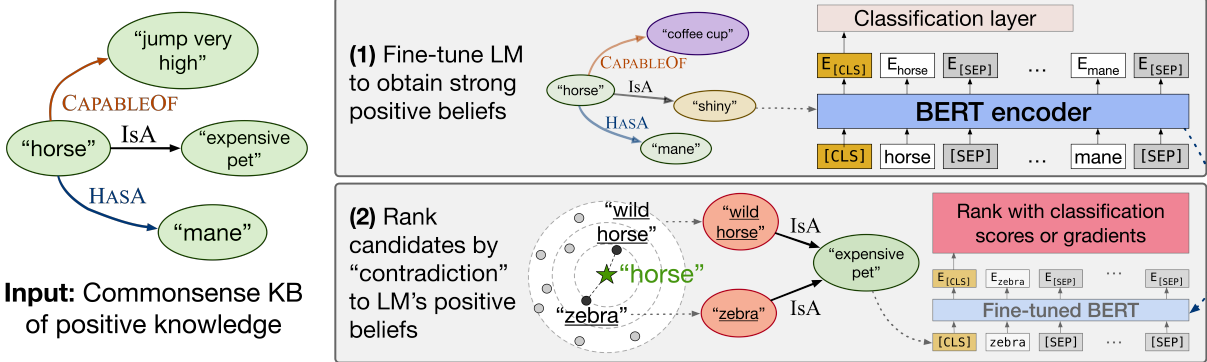 “jump very
high”
CAPABLEOF
“horse”
ISA
“expensive
pet”
HASA
“mane”
Input: Commonsense KB
of positive knowledge
(1) Fine-tune LM
to obtain strong
positive beliefs
“coffee cup”
CAPABLEOF
“horse”
ISA
“shiny”
HASA
“mane”
Classification layer
E[CLS] Ehorse E[SEP] ... Emane E[SEP]
BERT encoder
[CLS] horse [SEP] ... mane [SEP]
(2) Rank
candidates by
“contradiction”
to LM’s positive
beliefs
“wild
horse”
“horse”
“zebra”
“wild
horse”
ISA
“expensive
pet”
ISA
“zebra”
Rank with classification
scores or gradients
E[CLS] Ezebra E[SEP] ... E[SEP]
Fine-tuned BERT
[CLS] zebra [SEP] ... [SEP]